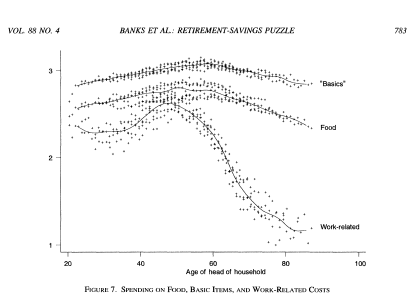 VOL. 88 NO. 4 BANKS ET AL.: RETIREMENT-SAVINGS PUZZLE 783
3
"Basics"
Food
2
Work-related
1
20 40 60 80 100
Age of head of household
FIGURE 7. SPENDING ON FOOD, BASIC ITEMS, AND WORK-RELATED COSTS